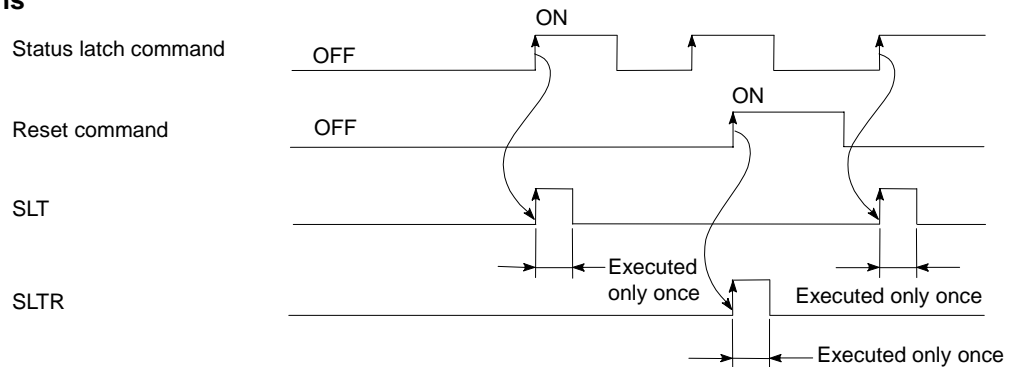 ON
Status latch command
OFF
ON
Reset command
OFF
SLT
Executed
only once
Executed only once
SLTR
Executed only once